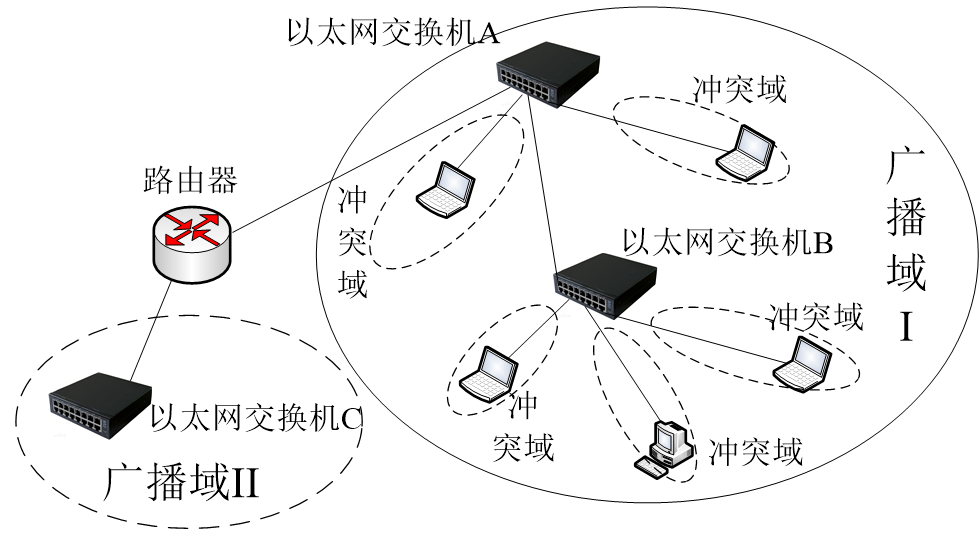 以太网交换机A
冲突域
路由器
冲
突
域
广
播
域
I
以太网交换机B
冲突域
冲
突域
冲突域
以太网交换机C
广播域II